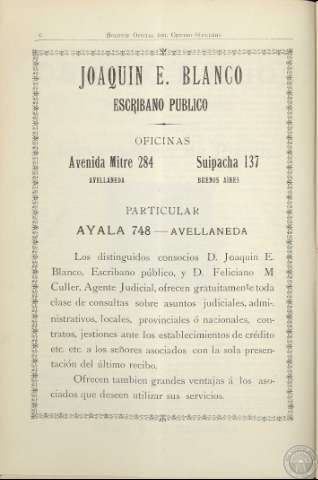 6 BOLETIN OFICIAL DEL CENTRO
JOAQUIN E. BLANCO
ESCRIBANO PUBLICO
OFICINAS
Avenida Mitre 284 Suipacha 137
AVELLANEDA BUENOS AIRES
PARTICULAR
AYALA 748 — AVELLANEDA
Los distinguidos consocios D. Joaquin E.
Blanco, Escribano público, y D. Feliciano M
Culler, Agente Judicial, ofrecen gratuitamente toda
clase de consultas sobre asuntos judiciales, admi-
nistrativos, locales, provinciales ó nacionales, con-
tratos, jestiones ante los establecimientos de crédito
etc. etc. a los señores asociados con la sola presen-
tación del último recibo.
Ofrecen tambien grandes ventajas á los aso-
ciados que deseen utilizar sus servicios.